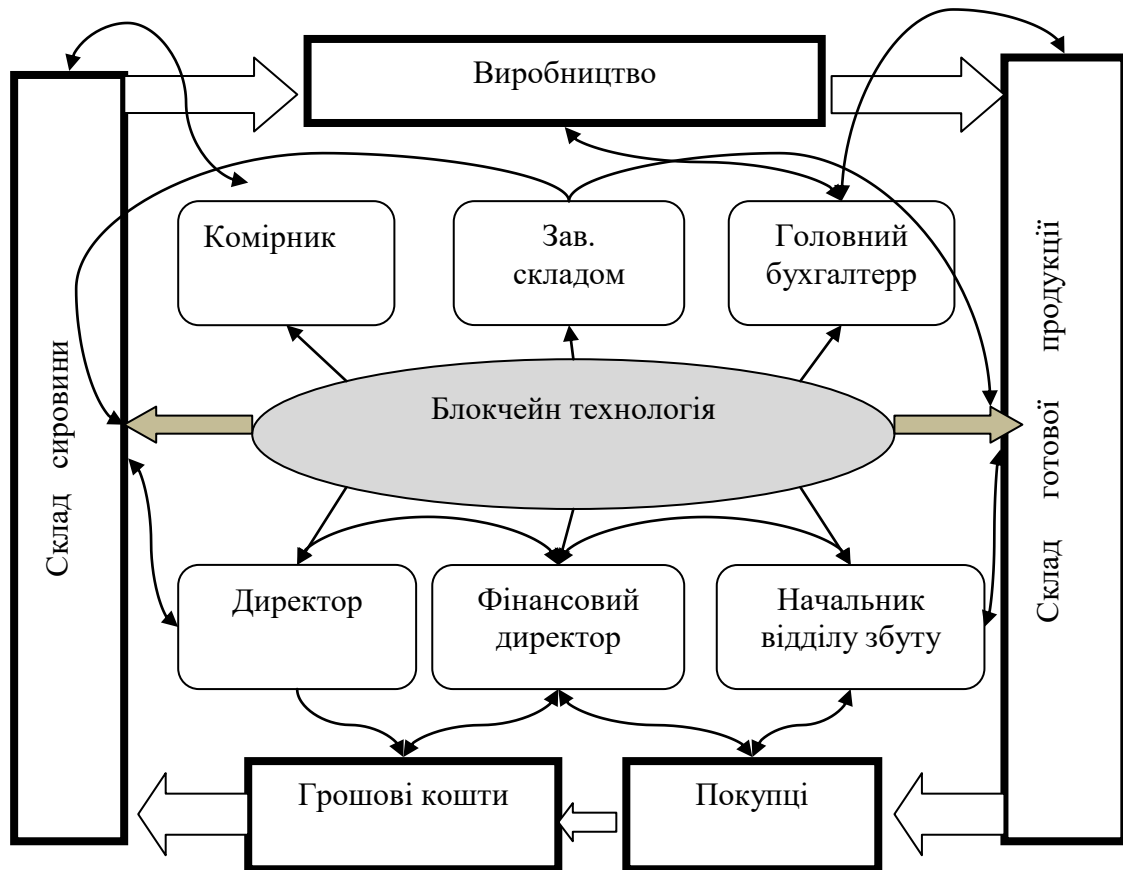 Виробництво
Комірник
Зав.
складом
Головний
бухгалтерр
Склад сировини
Блокчейн технологія
Склад готової продукції
Директор
Фінансовий
директор
Начальник
відділу збуту
Грошові кошти
Покупці